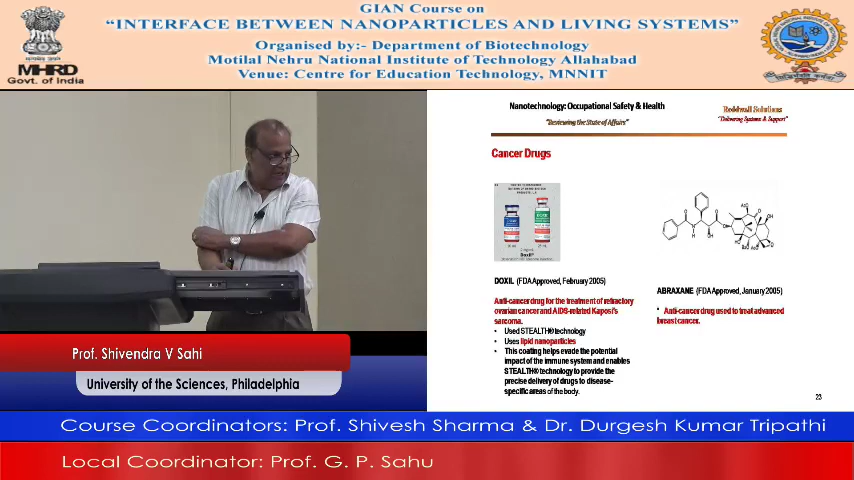 GIAN Course on
“INTERFACE BETWEEN NANOPARTICLES AND LIVING SYSTEMS”
Organised by:- Department of Biotechnology
Motilal Nehru National Institute of Technology Allahabad
Venue: Centre for Education Technology, MNNIT
MHRD
Govt. of India
Nanotechnology: Occupational Safety & Health
"Reviewing the State of Affairs"
Reddwall Solutions
"Delivering Systems & Support"
Cancer Drugs
Doxil
DOXIL (FDA Approved, February 2005)
Anti-cancer drug for the treatment of refractory
ovarian cancer and AIDS-related Kaposi's
sarcoma.
• Used STEALTH® technology
• Uses lipid nanoparticles
• This coating helps evade the potential
impact of the immune system and enables
STEALTH® technology to provide the
precise delivery of drugs to disease-
specific areas of the body.
ABRAXANE (FDA Approved, January 2005)
• Anti-cancer drug used to treat advanced
breast cancer.
23
Prof. Shivendra V Sahi
University of the Sciences, Philadelphia
Course Coordinators: Prof. Shivesh Sharma & Dr. Durgesh Kumar Tripathi
Local Coordinator: Prof. G. P. Sahu